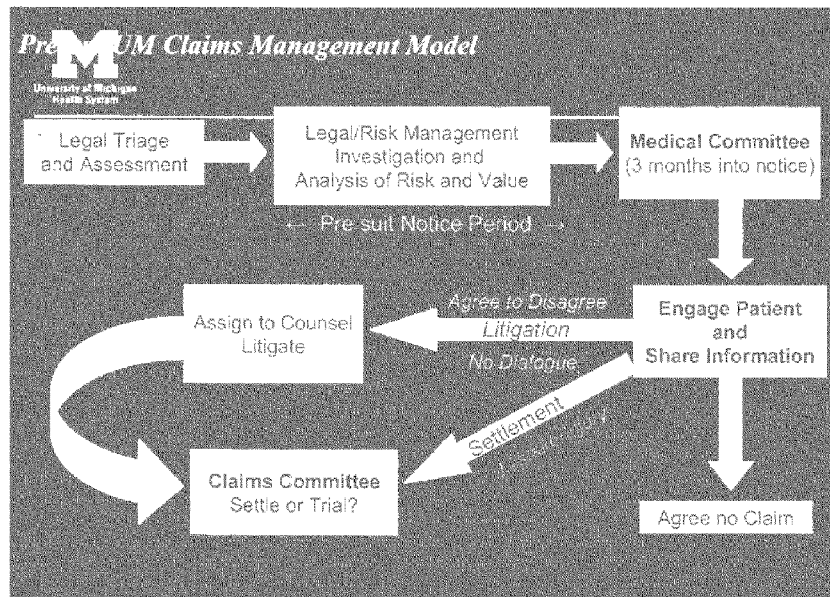 UM Claims Management Model
University of Michigan
Health System
Legal Triage
and Assessment
Legal/Risk Management
Investigation and
Analysis of Risk and Value
Medical Committee
(3 months into notice)
← Pre suit Notice Period →
Assign to Counsel
Litigate
Agree to Disagree
Litigation
No Dialogue
Engage Patient
and
Share Information
Settlement
Claims Committee
Settle or Trial?
Agree no Claim